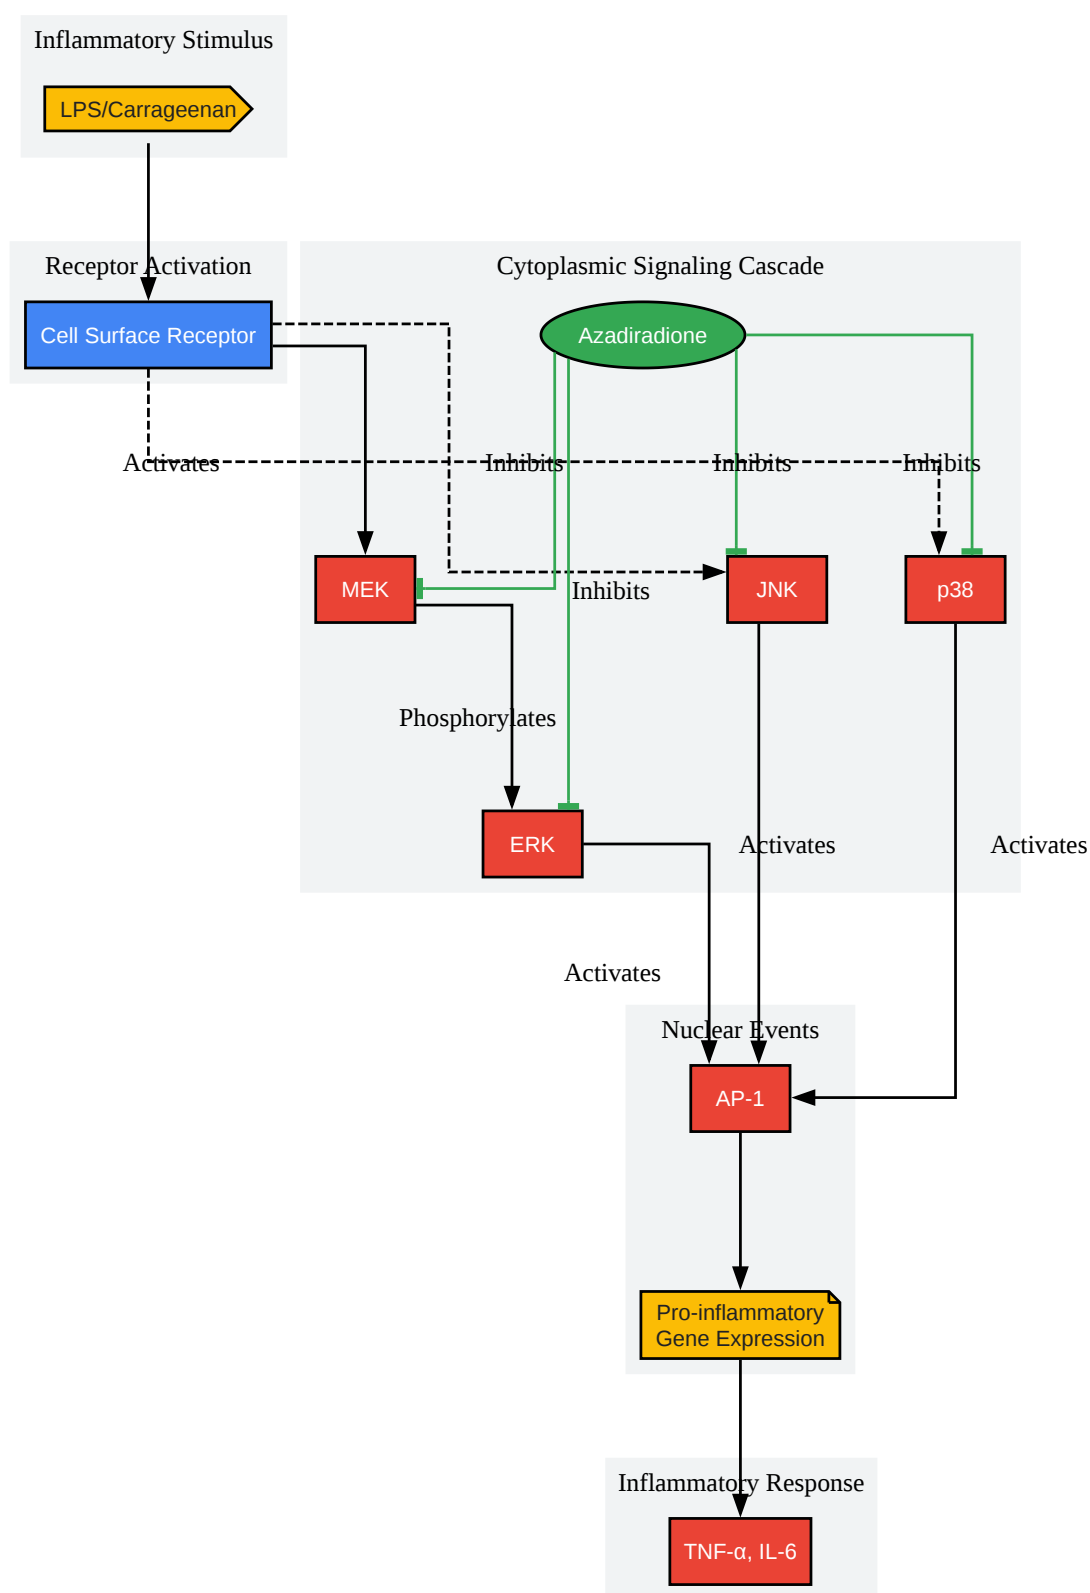 Inflammatory Stimulus
LPS/Carrageenan
Receptor Activation
Cytoplasmic Signaling Cascade
Cell Surface Receptor
Azadiradione
Activates
Inhibits
Inhibits
Inhibits
MEK
Inhibits
JNK
p38
Phosphorylates
ERK
Activates
Activates
Activates
Nuclear Events
AP-1
Pro-inflammatory
Gene Expression
Inflammatory Response
TNF-α, IL-6